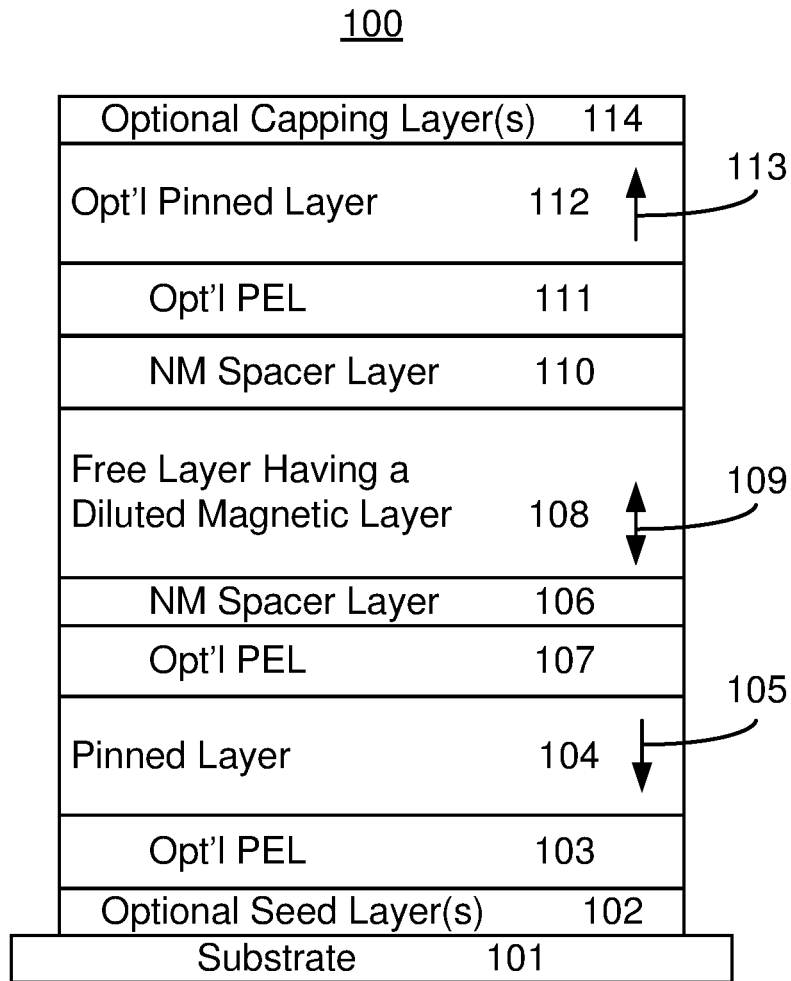 100
Optional Capping Layer(s) 114
113
Opt'l Pinned Layer 112
Opt'l PEL 111
NM Spacer Layer 110
Free Layer Having a
109
Diluted Magnetic Layer 108
NM Spacer Layer 106
Opt'l PEL 107
105
Pinned Layer 104
Opt'l PEL 103
Optional Seed Layer(s) 102
Substrate 101